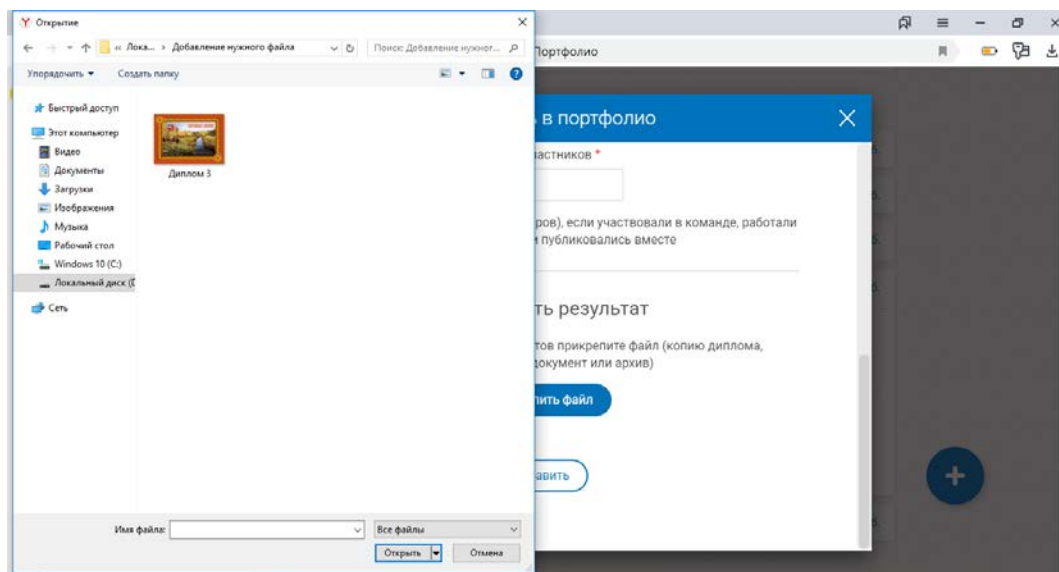 Открытие
« Лока... › Добавление нужного файла
Поиск: Добавление нужног...
Портфолио
Упорядочить
Создать папку
Быстрый доступ
Этот компьютер
Видео
Документы
Загрузки
Изображения
Музыка
Рабочий стол
Windows 10 (C:)
Локальный диск (D
Сеть
Диплом 3
Имя файла:
Все файлы
Открыть
Отмена
в портфолио
астников *
ров), если участвовали в команде, работали
и публиковались вместе
ть результат
тов прикрепите файл (копию диплома,
документ или архив)
пить файл
авить
б.
б.
б.
б.
б.